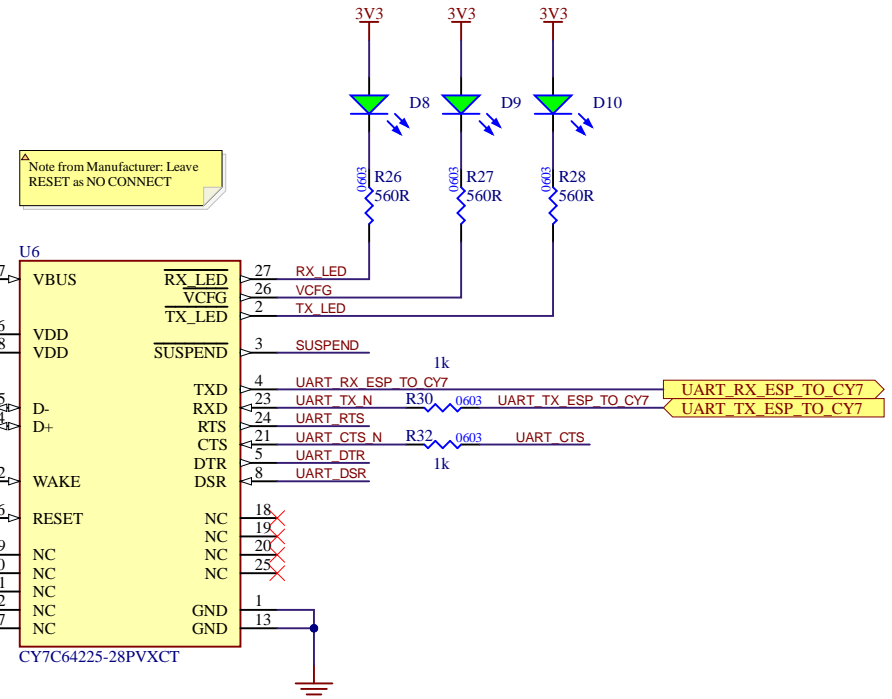 3V3
3V3
3V3
D8
D9
D10
Note from Manufacturer: Leave
RESET as NO CONNECT
0603
R26
560R
0603
R27
560R
0603
R28
560R
U6
VBUS
RX_LED
27
RX_LED
VCFG
26
VCFG
TX_LED
2
TX_LED
VDD
VDD
SUSPEND
3
SUSPEND
1k
TXD
4
UART_RX_ESP_TO_CY7
UART_RX_ESP_TO_CY7
D-
RXD
23
UART_TX_N
R30
0603
UART_TX_ESP_TO_CY7
UART_TX_ESP_TO_CY7
D+
RTS
24
UART_RTS
CTS
21
UART_CTS_N
R32
0603
UART_CTS
DTR
5
UART_DTR
1k
WAKE
DSR
8
UART_DSR
RESET
NC
18
NC
19
NC
NC
20
NC
NC
25
NC
NC
GND
1
NC
GND
13
CY7C64225-28PVXCT